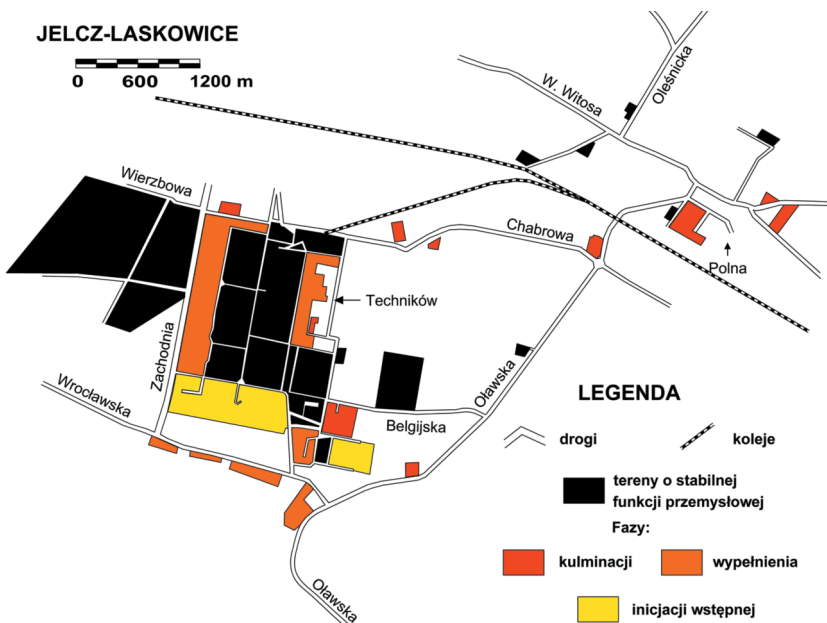 JELCZ-LASKOWICE
0 600 1200 m
W. Witosa
Oleśnicka
Wierzbowa
Chabrowa
Polna
Techników
Zachodnia
Wrocławska
Oławska
Belgijska
Oławska
LEGENDA
drogi
koleje
tereny o stabilnej
funkcji przemysłowej
Fazy:
kulminacji
wypełnienia
inicjacji wstępnej